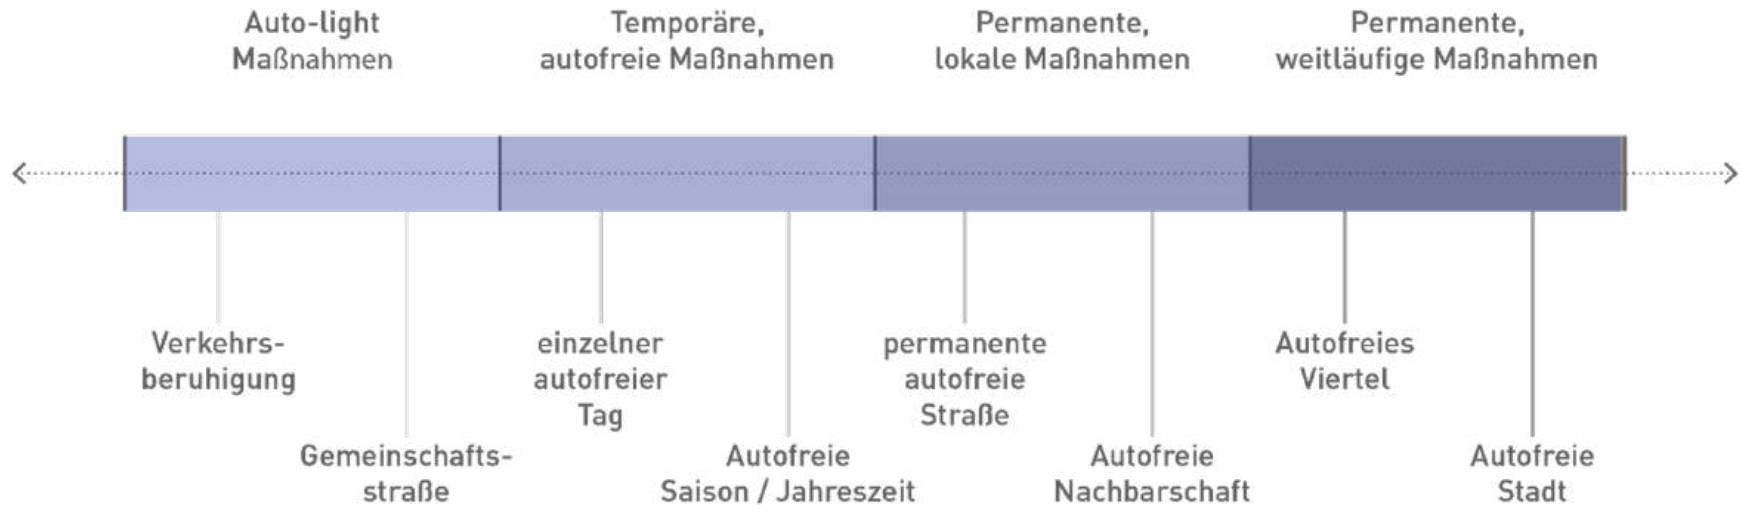 Auto-light
Maßnahmen
Temporäre,
autofreie Maßnahmen
Permanente,
lokale Maßnahmen
Permanente,
weitläufige Maßnahmen
Verkehrs-
beruhigung
Gemeinschafts-
straße
einzelner
autofreier
Tag
Autofreie
Saison / Jahreszeit
permanente
autofreie
Straße
Autofreie
Nachbarschaft
Autofreies
Viertel
Autofreie
Stadt